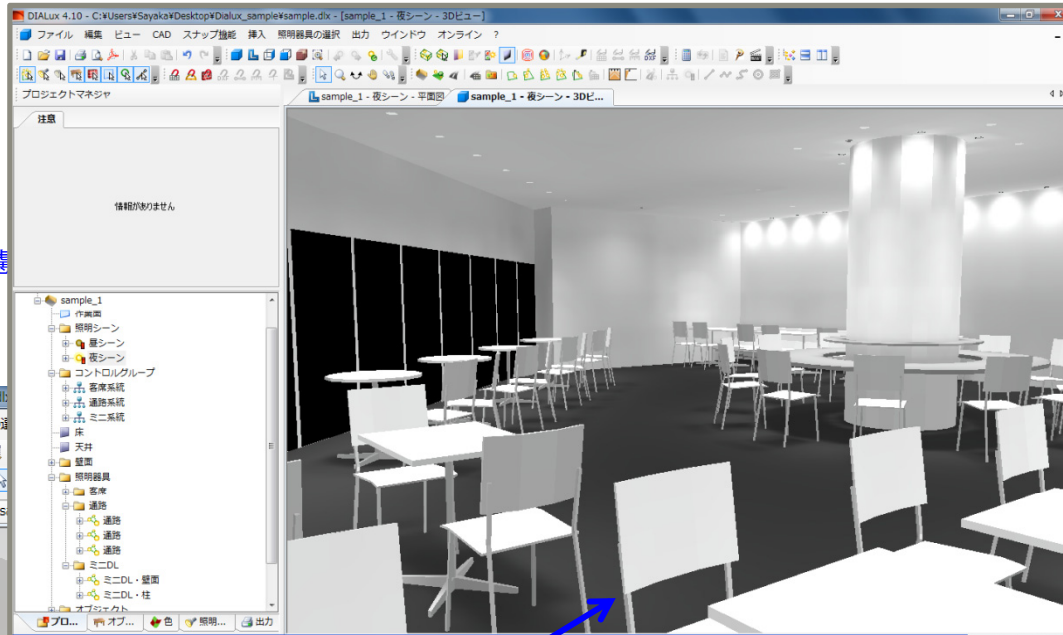 DIALux 4.10 - C:¥Users¥Sayaka¥Desktop¥Dialux_sample¥sample.dlx - [sample_1 - 夜シーン - 3Dビュー]
ファイル 編集 ビュー CAD スナップ機能 挿入 照明器具の選択 出力 ウインドウ オンライン ?
プロジェクトマネジャ
sample_1 - 夜シーン - 平面図
sample_1 - 夜シーン - 3Dビ...
注意
情報がありません
sample_1
作業面
照明シーン
昼シーン
夜シーン
コントロルグループ
客席系統
通路系統
ミニ系統
床
天井
壁面
照明器具
客席
通路
通路
通路
通路
ミニDL
ミニDL・壁面
ミニDL・柱
オブジェクト
プロ... オブ... 色 照明... 出力